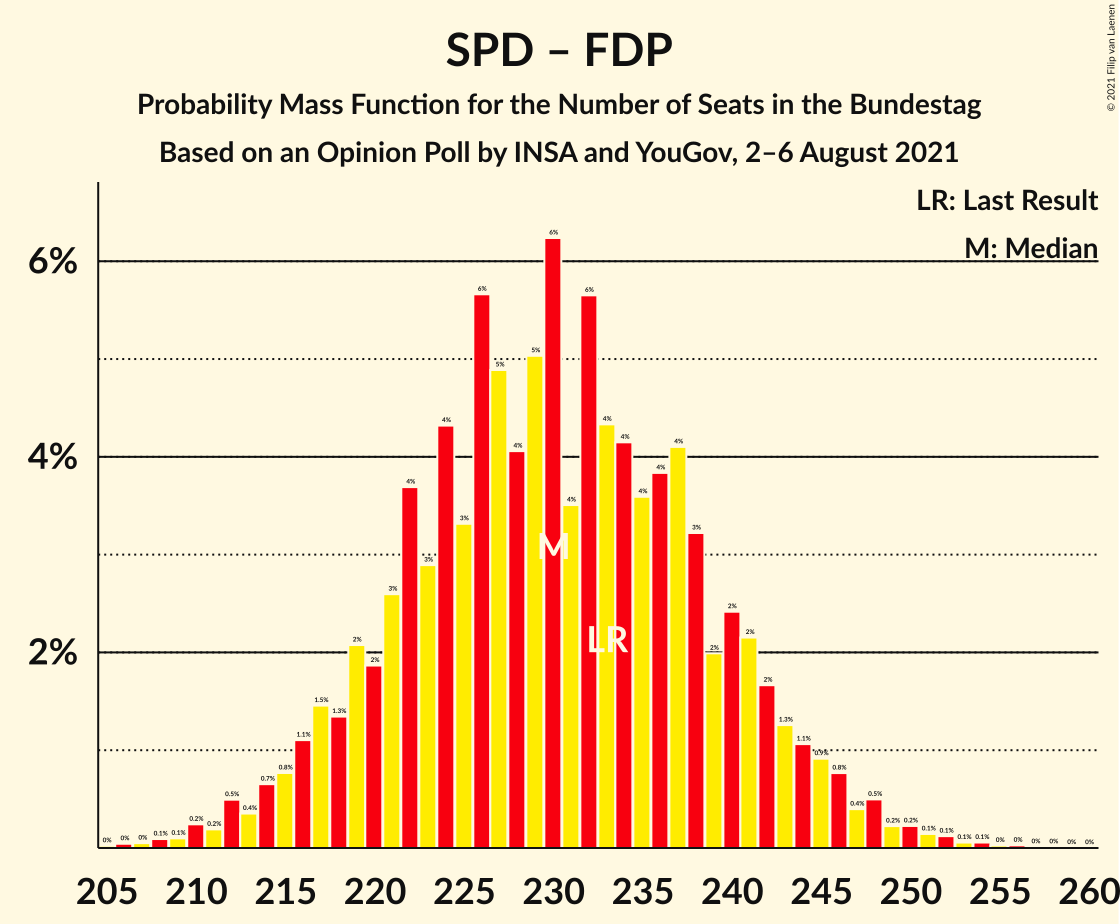 SPD – FDP
Probability Mass Function for the Number of Seats in the Bundestag
Based on an Opinion Poll by INSA and YouGov, 2–6 August 2021
© 2021 Filip van Laenen
LR: Last Result
M: Median
6%
4%
2%
0% 0% 0% 0.1% 0.1% 0.2% 0.2% 0.5% 0.4% 0.7% 0.8% 1.1% 1.5% 1.3% 2% 2% 3% 4% 3% 4% 3% 6% 5% 4% 5% 6% 4% 6% 4% 4% 4% 4% 4% 3% 2% 2% 2% 2% 1.3% 1.1% 0.9% 0.8% 0.4% 0.5% 0.2% 0.2% 0.1% 0.1% 0.1% 0.1% 0% 0% 0% 0% 0% 0%
M
LR
205 210 215 220 225 230 235 240 245 250 255 260